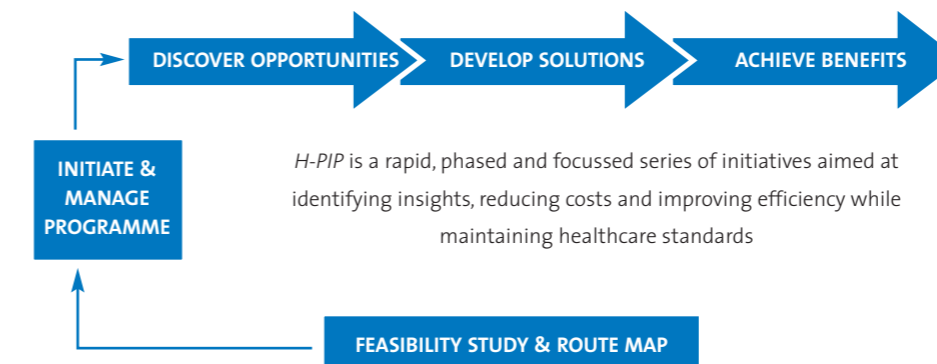 DISCOVER OPPORTUNITIES
DEVELOP SOLUTIONS
ACHIEVE BENEFITS
INITIATE &
MANAGE
PROGRAMME
H-PIP is a rapid, phased and focussed series of initiatives aimed at
identifying insights, reducing costs and improving efficiency while
maintaining healthcare standards
FEASIBILITY STUDY & ROUTE MAP